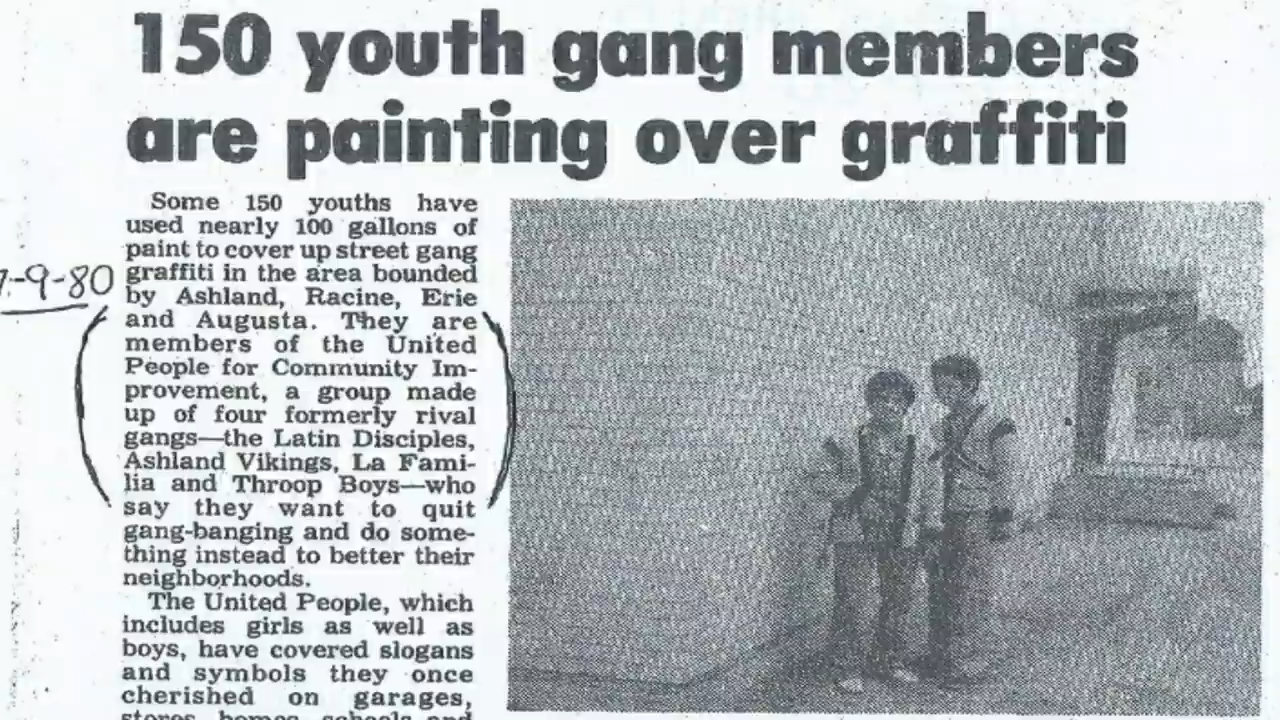 150 youth gang members
are painting over graffiti
Some 150 youths have
used nearly 100 gallons of
paint to cover up street gang
graffiti in the area bounded
by Ashland, Racine, Erie
and Augusta. They are
members of the United
People for Community Im-
provement, a group made
up of four formerly rival
gangs—the Latin Disciples,
Ashland Vikings, La Fami-
lia and Throop Boys—who
say they want to quit
gang-banging and do some-
thing instead to better their
neighborhoods.
The United People, which
includes girls as well as
boys, have covered slogans
and symbols they once
cherished on garages,
stores, homes, schools and
-9-80